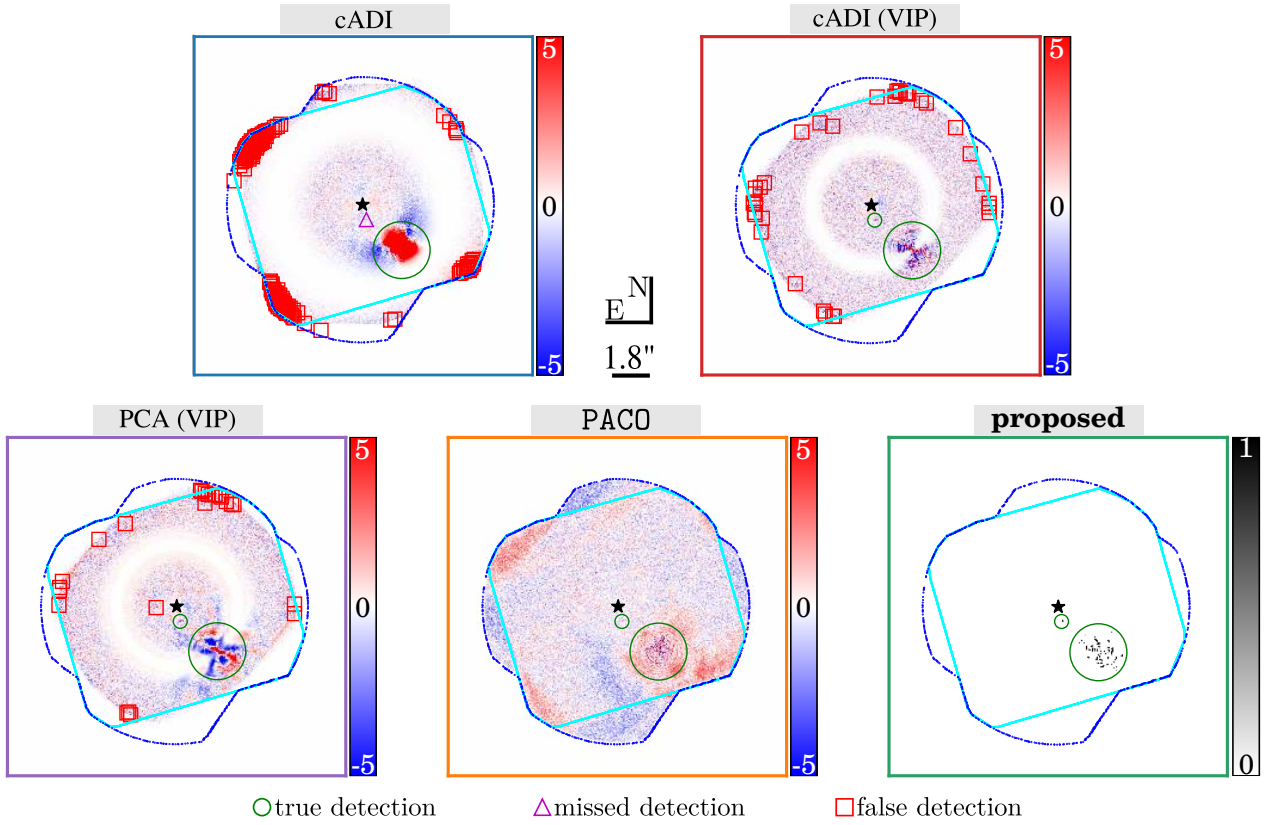 cADI
cADI (VIP)
5
0
-5
5
0
-5
N
E
1.8"
PCA (VIP)
PACO
proposed
5
0
-5
5
0
-5
1
0
true detection
missed detection
false detection